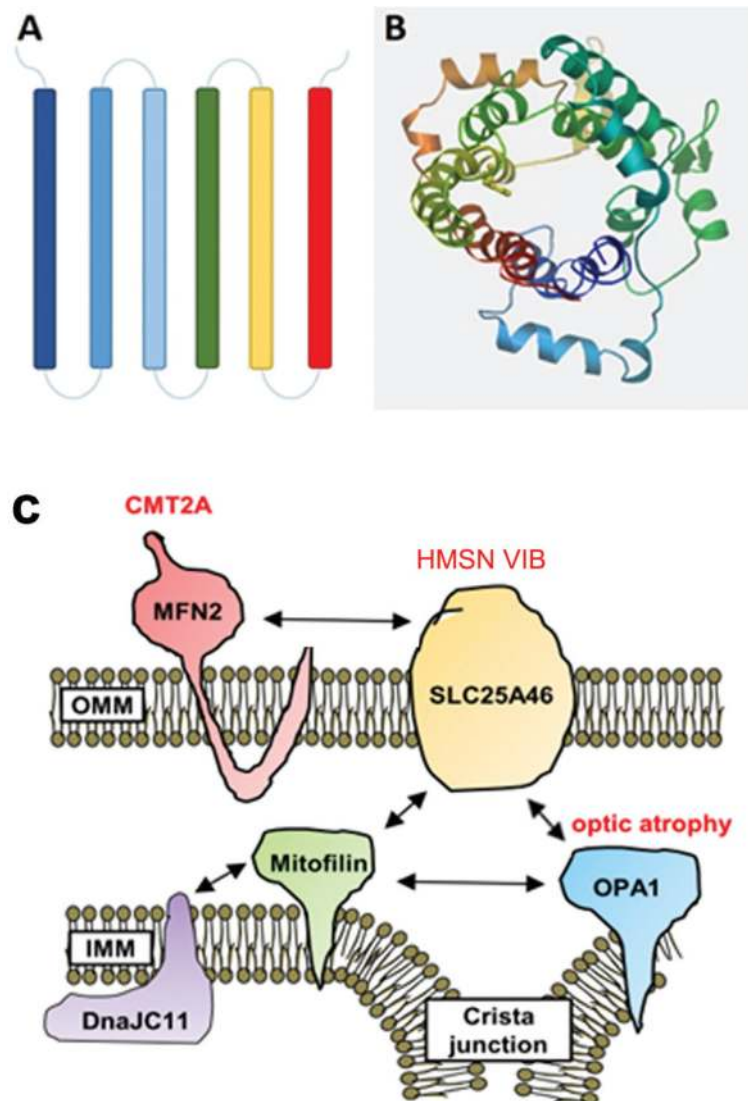 A
B
C
CMT2A
HMSN VIB
MFN2
SLC25A46
OMM
optic atrophy
Mitofilin
OPA1
IMM
DnaJC11
Crista
junction